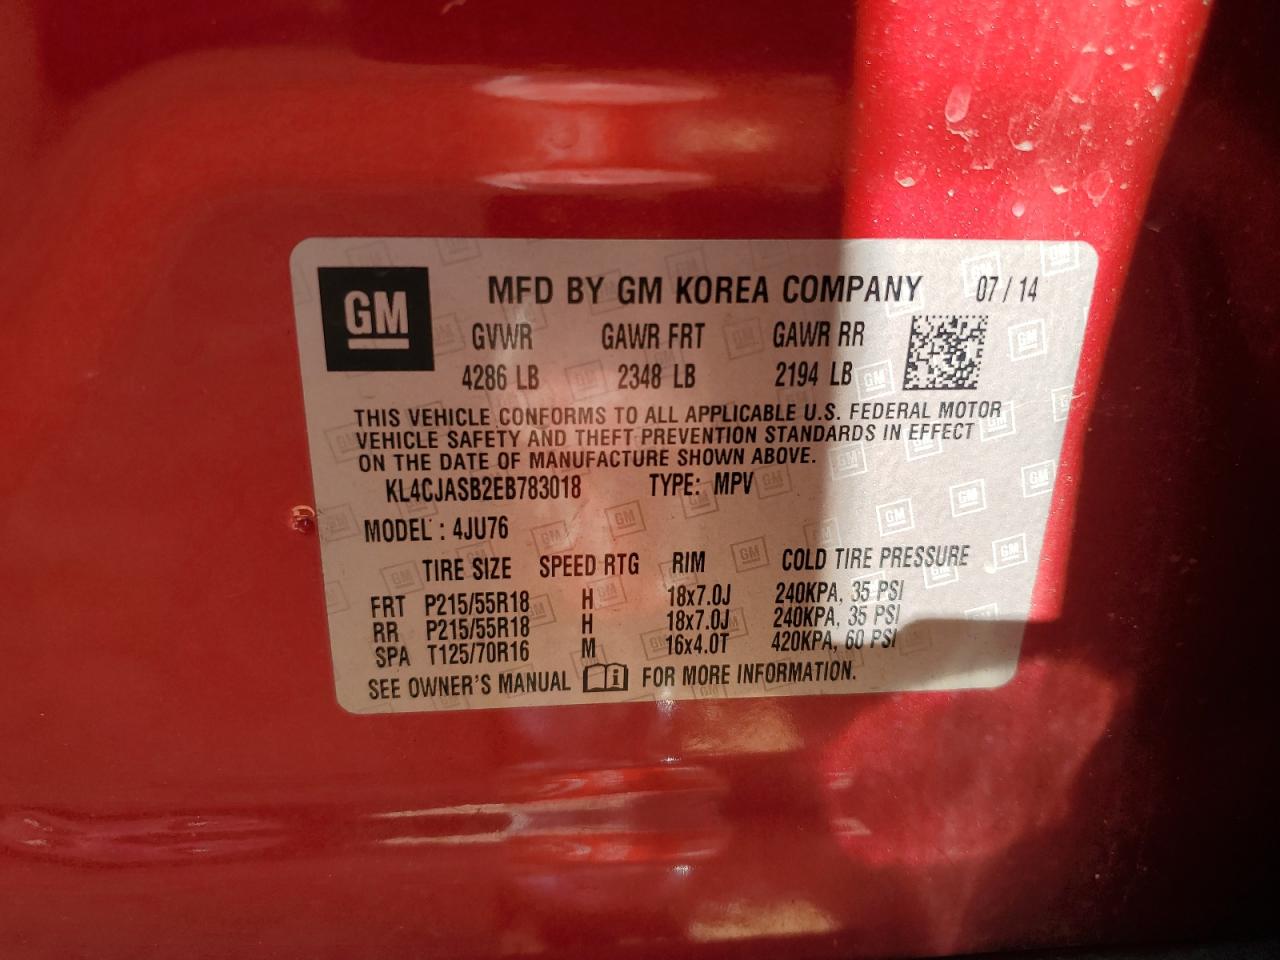 GM
MFD BY GM KOREA COMPANY 07 / 14
GVWR GAWR FRT GAWR RR
4286 LB 2348 LB 2194 LB
THIS VEHICLE CONFORMS TO ALL APPLICABLE U.S. FEDERAL MOTOR
VEHICLE SAFETY AND THEFT PREVENTION STANDARDS IN EFFECT
ON THE DATE OF MANUFACTURE SHOWN ABOVE.
KL4CJASB2EB783018 TYPE: MPV
MODEL : 4JU76
TIRE SIZE SPEED RTG RIM COLD TIRE PRESSURE
FRT P215/55R18 H 18x7.0J 240KPA, 35 PSI
RR P215/55R18 H 18x7.0J 240KPA, 35 PSI
SPA T125/70R16 M 16x4.0T 420KPA, 60 PSI
SEE OWNER'S MANUAL FOR MORE INFORMATION.